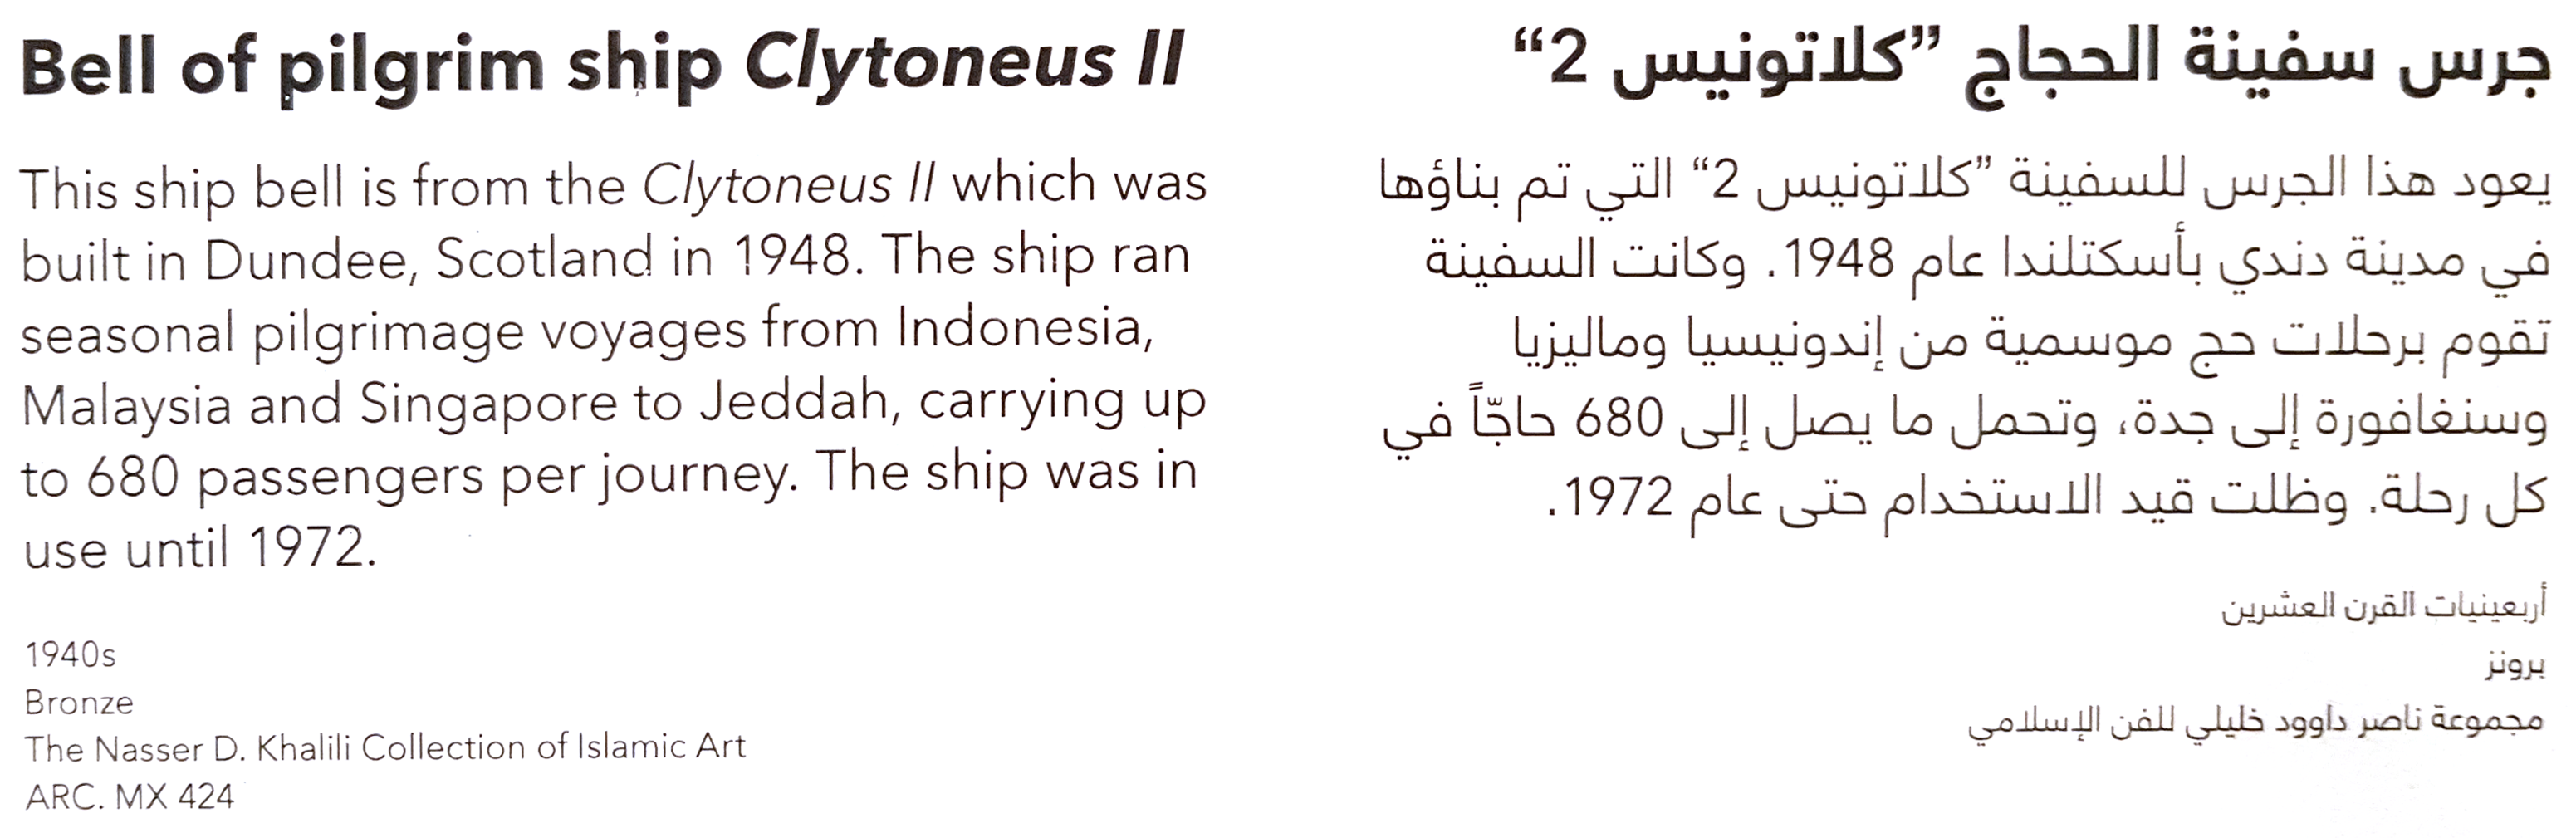 Bell of pilgrim ship Clytoneus II
This ship bell is from the Clytoneus II which was
built in Dundee, Scotland in 1948. The ship ran
seasonal pilgrimage voyages from Indonesia,
Malaysia and Singapore to Jeddah, carrying up
to 680 passengers per journey. The ship was in
use until 1972.
1940s
Bronze
The Nasser D. Khalili Collection of Islamic Art
ARC. MX 424
جرس سفينة الحجاج ”كلاتونيس 2“
يعود هذا الجرس للسفينة ”كلاتونيس 2“ التي تم بناؤها
في مدينة دندي بأسكتلندا عام 1948. وكانت السفينة
تقوم برحلات حج موسمية من إندونيسيا وماليزيا
وسنغافورة إلى جدة، وتحمل ما يصل إلى 680 حاجّاً في
كل رحلة. وظلت قيد الاستخدام حتى عام 1972.
أربعينيات القرن العشرين
برونز
مجموعة ناصر داوود خليلي للفن الإسلامي